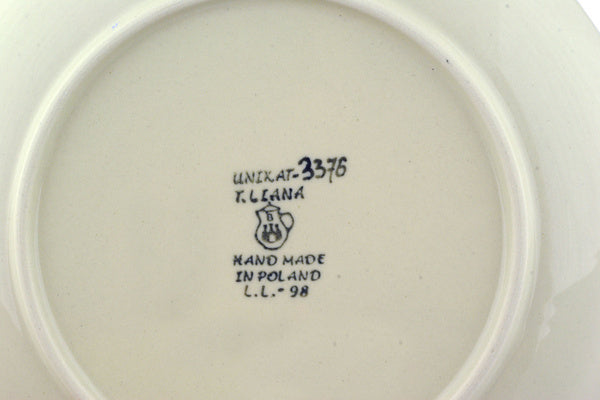 UNIKAT-3376
T.LIANA
B
HAND MADE
IN POLAND
L.L.-98